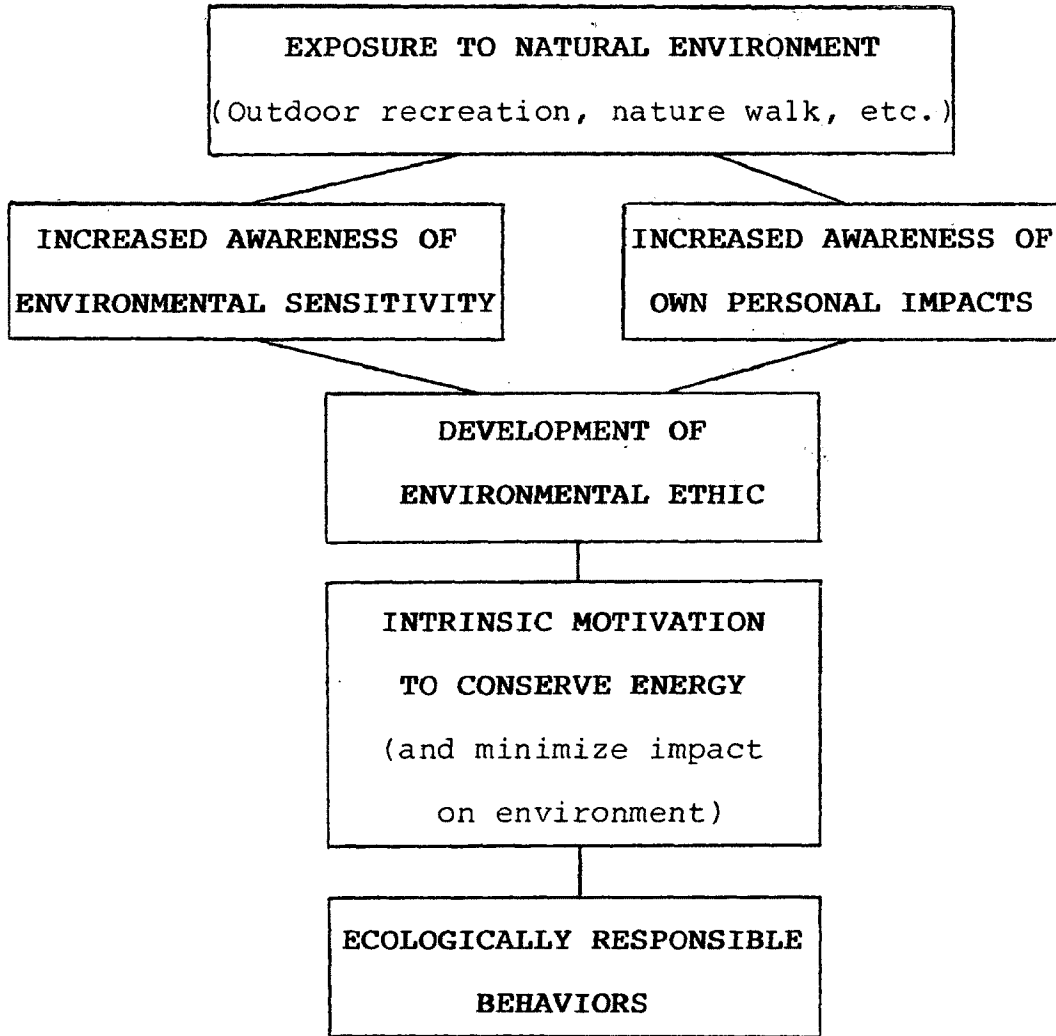 EXPOSURE TO NATURAL ENVIRONMENT
(Outdoor recreation, nature walk, etc.)
INCREASED AWARENESS OF
ENVIRONMENTAL SENSITIVITY
INCREASED AWARENESS OF
OWN PERSONAL IMPACTS
DEVELOPMENT OF
ENVIRONMENTAL ETHIC
INTRINSIC MOTIVATION
TO CONSERVE ENERGY
(and minimize impact
on environment)
ECOLOGICALLY RESPONSIBLE
BEHAVIORS